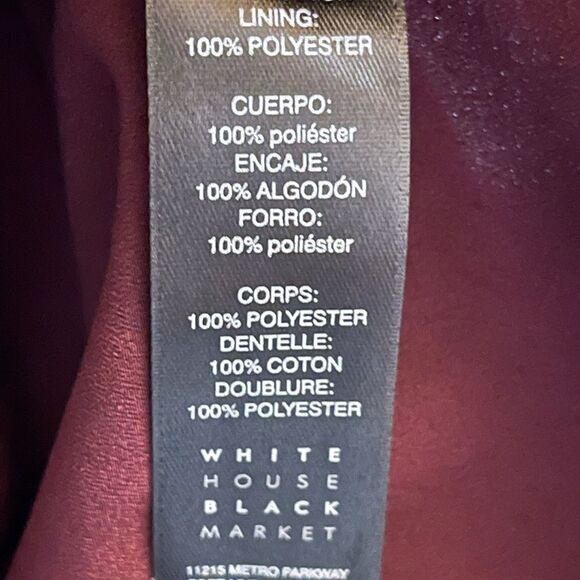 LINING:
100% POLYESTER
CUERPO:
100% poliéster
ENCAJE:
100% ALGODÓN
FORRO:
100% poliéster
CORPS:
100% POLYESTER
DENTELLE:
100% COTON
DOUBLURE:
100% POLYESTER
WHITE
HOUSE
BLACK
MARKET
11215 METRO PARKWAY